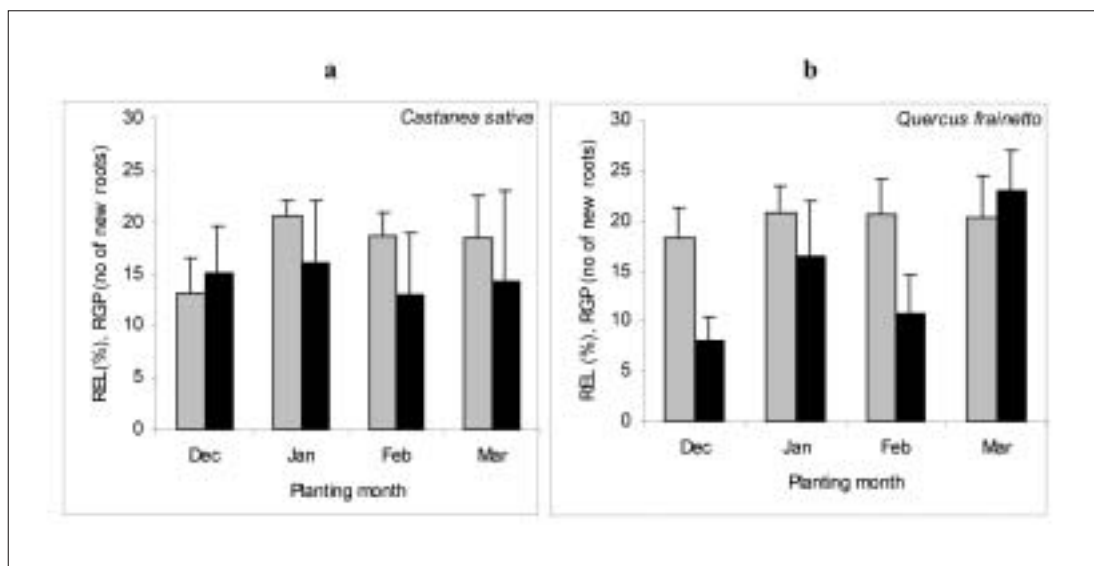 a
Castanea sativa
REL(%), RGP(no of new roots)
30
25
20
15
10
5
0
Dec Jan Feb Mar
Planting month
b
Quercus frainetto
REL (%), RGP (no of new roots)
30
25
20
15
10
5
0
Dec Jan Feb Mar
Planting month